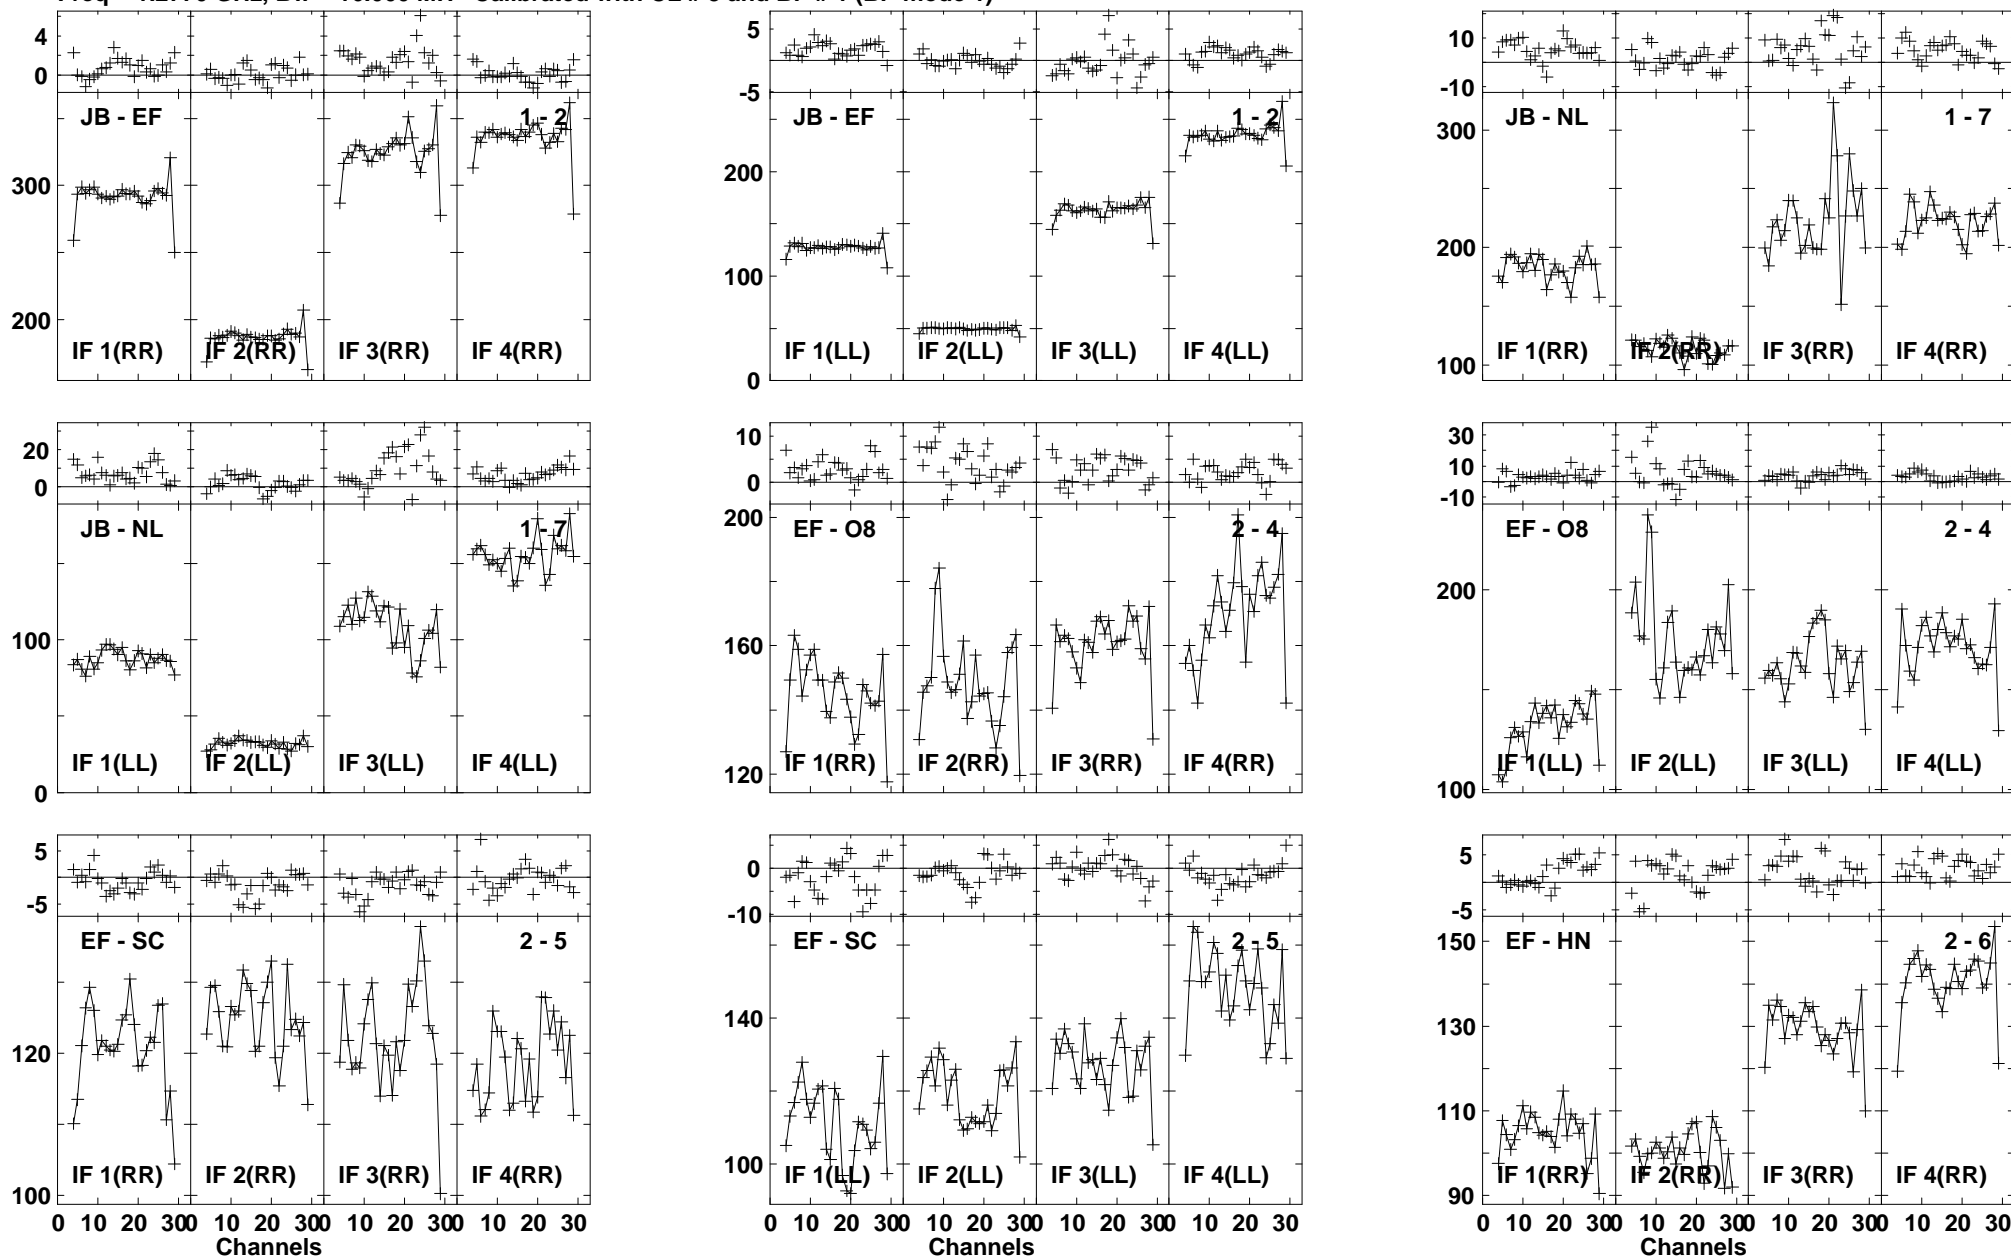 4
0
JB - EF
1 - 2
300
200
IF 1(RR)
IF 2(RR)
IF 3(RR)
IF 4(RR)
5
-5
JB - EF
1 - 2
200
100
0
IF 1(LL)
IF 2(LL)
IF 3(LL)
IF 4(LL)
10
-10
JB - NL
1 - 7
300
200
100
IF 1(RR)
IF 2(RR)
IF 3(RR)
IF 4(RR)
20
0
JB - NL
1 - 7
100
0
IF 1(LL)
IF 2(LL)
IF 3(LL)
IF 4(LL)
10
0
EF - O8
2 - 4
200
160
120
IF 1(RR)
IF 2(RR)
IF 3(RR)
IF 4(RR)
30
10
-10
EF - O8
2 - 4
200
100
IF 1(LL)
IF 2(LL)
IF 3(LL)
IF 4(LL)
5
-5
EF - SC
2 - 5
120
100
IF 1(RR)
IF 2(RR)
IF 3(RR)
IF 4(RR)
0 10 20 30 0 10 20 30 0 10 20 30 0 10 20 30
Channels
0
-10
EF - SC
2 - 5
140
100
IF 1(LL)
IF 2(LL)
IF 3(LL)
IF 4(LL)
0 10 20 30 0 10 20 30 0 10 20 30 0 10 20 30
Channels
5
-5
EF - HN
2 - 6
150
130
110
90
IF 1(RR)
IF 2(RR)
IF 3(RR)
IF 4(RR)
0 10 20 30 0 10 20 30 0 10 20 30 0 10 20 30
Channels